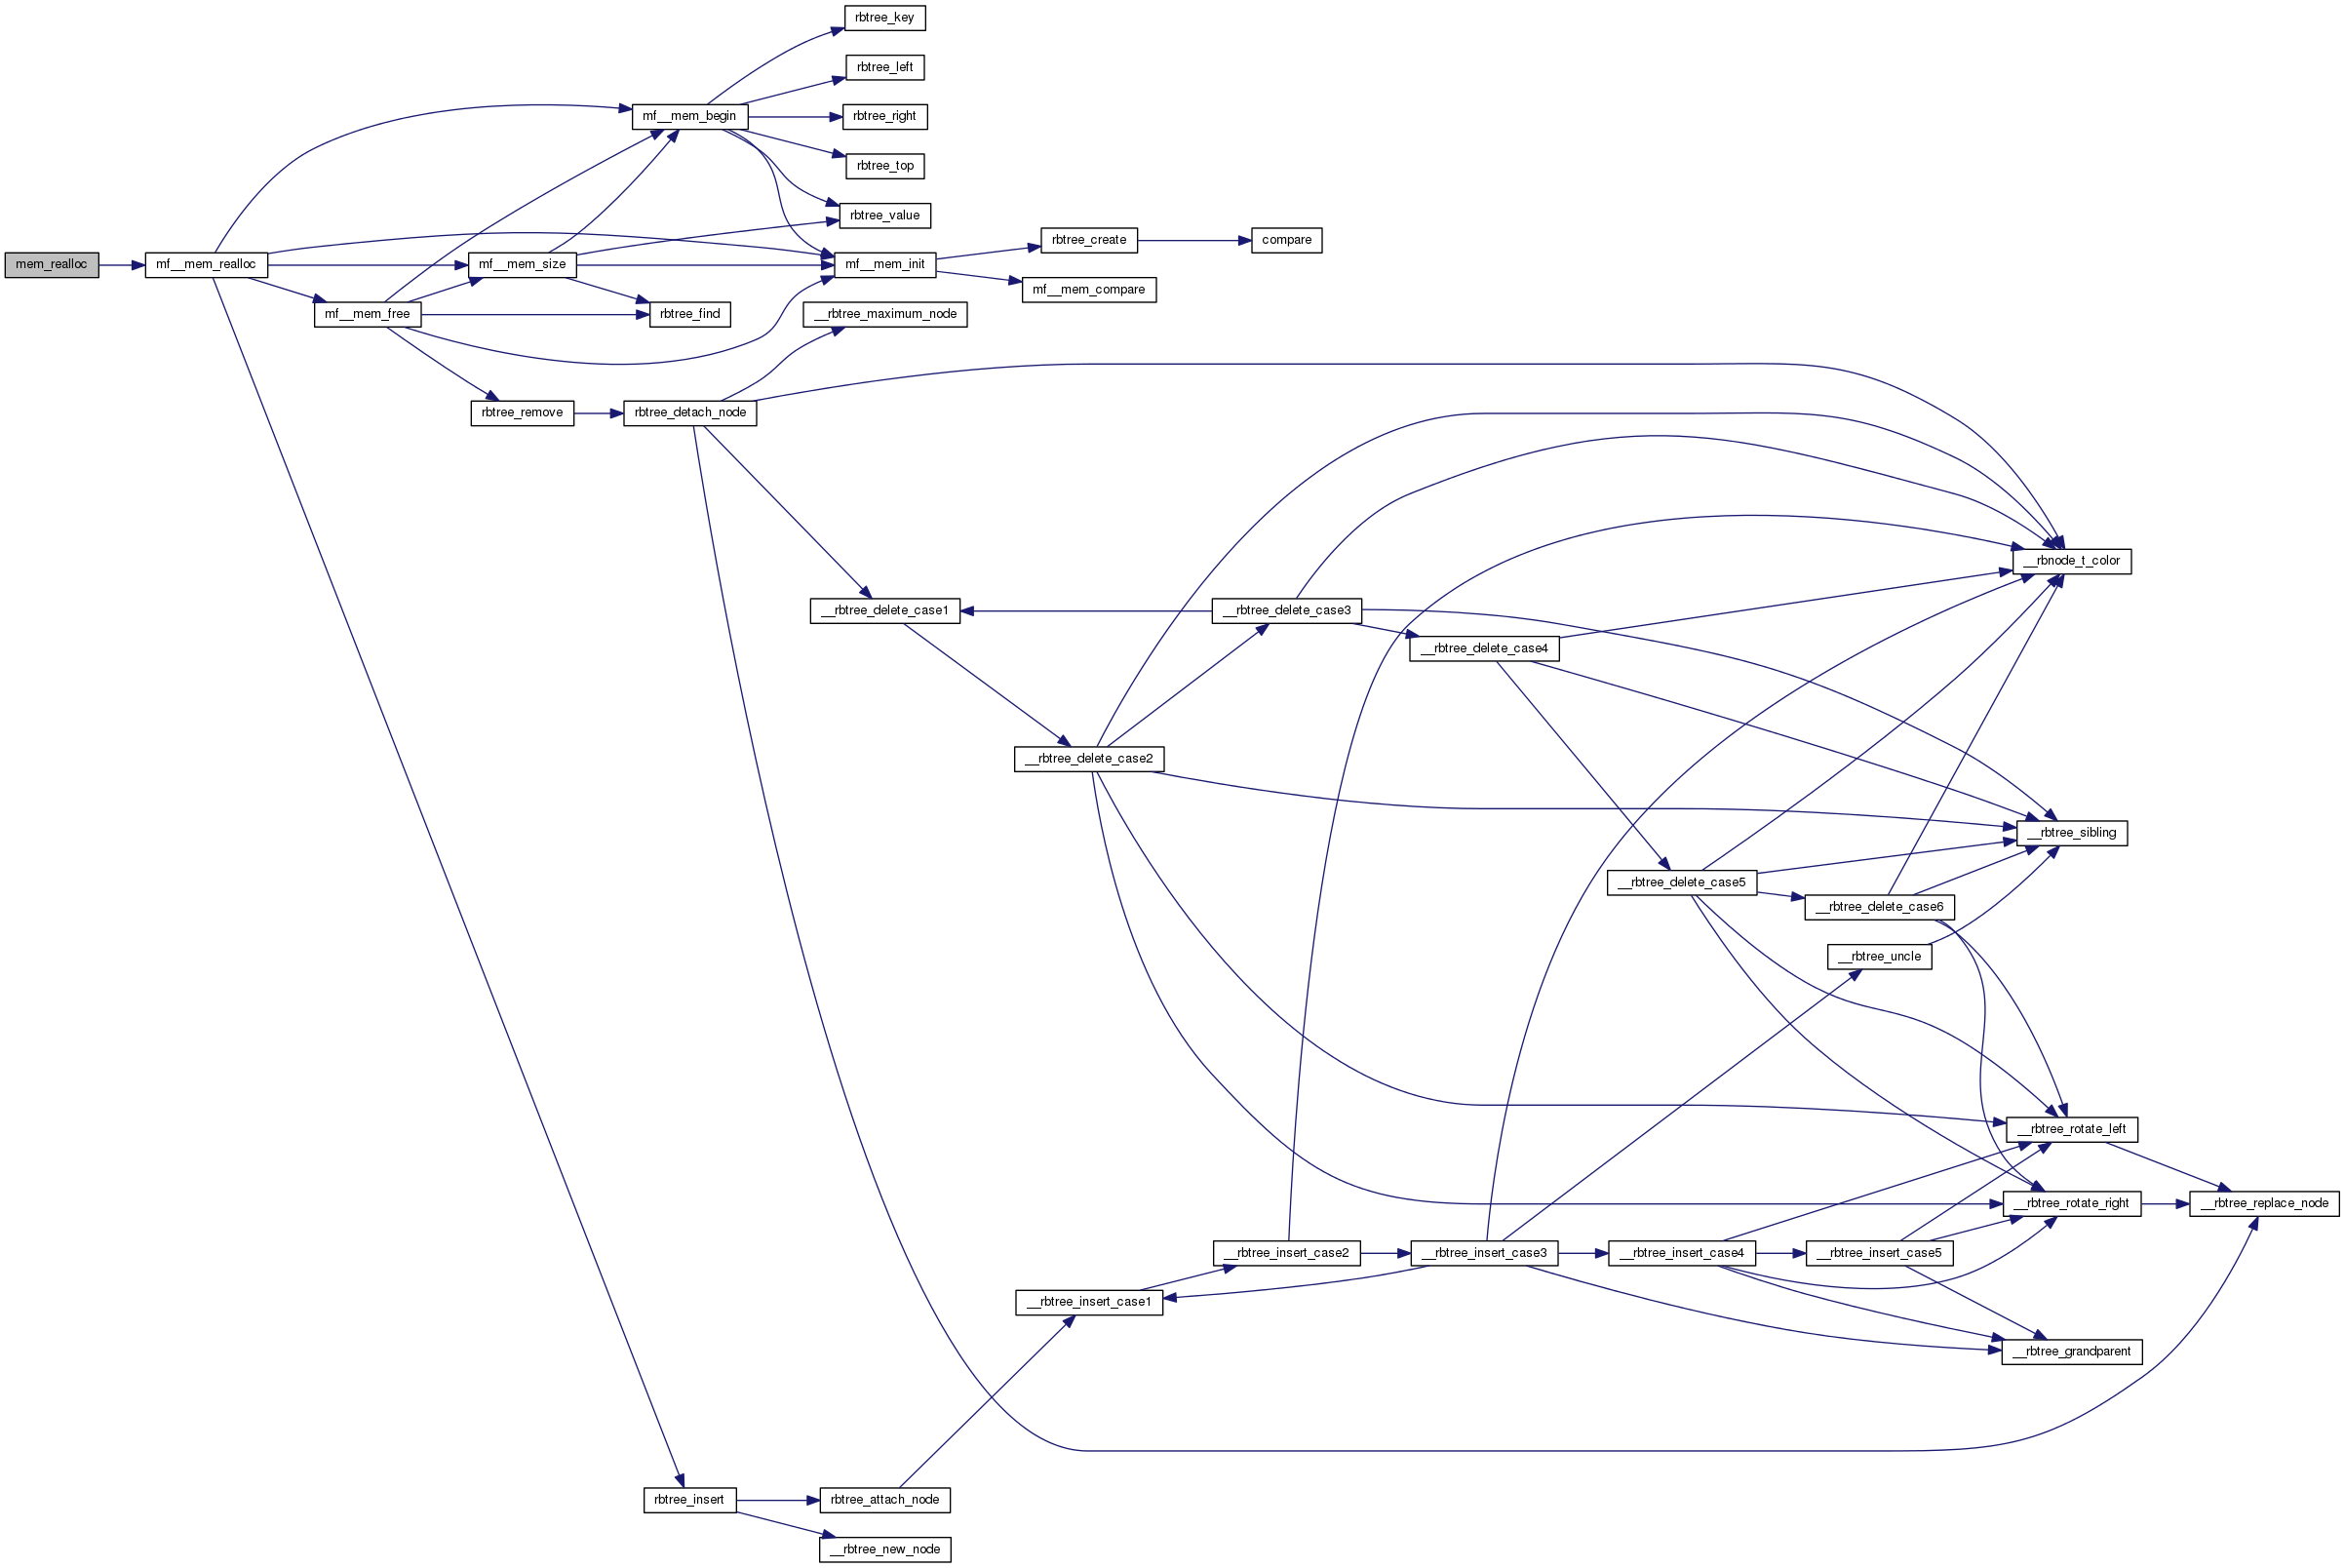 rbtree_key
rbtree_left
mf__mem_begin
rbtree_right
rbtree_top
rbtree_value
rbtree_create
compare
mem_realloc
mf__mem_realloc
mf__mem_size
mf__mem_init
mf__mem_compare
mf__mem_free
rbtree_find
__rbtree_maximum_node
rbtree_remove
rbtree_detach_node
__rbnode_t_color
__rbtree_delete_case1
__rbtree_delete_case3
__rbtree_delete_case4
__rbtree_delete_case2
__rbtree_sibling
__rbtree_delete_case5
__rbtree_delete_case6
__rbtree_uncle
__rbtree_rotate_left
__rbtree_rotate_right
__rbtree_replace_node
__rbtree_insert_case2
__rbtree_insert_case3
__rbtree_insert_case4
__rbtree_insert_case5
__rbtree_insert_case1
__rbtree_grandparent
rbtree_insert
rbtree_attach_node
__rbtree_new_node